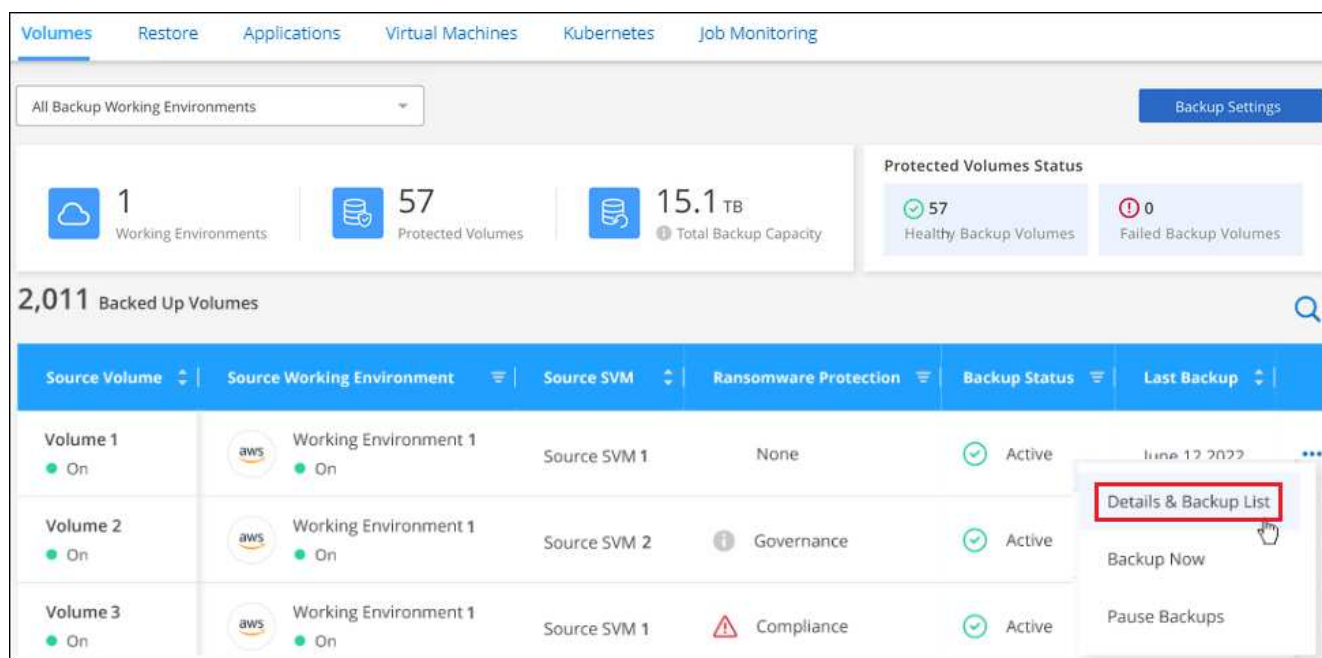 Volumes Restore Applications Virtual Machines Kubernetes Job Monitoring
All Backup Working Environments
Backup Settings
1
Working Environments
57
Protected Volumes
15.1 TB
Total Backup Capacity
Protected Volumes Status
57
Healthy Backup Volumes
0
Failed Backup Volumes
2,011 Backed Up Volumes
Source Volume Source Working Environment Source SVM Ransomware Protection Backup Status Last Backup
Volume 1
On
aws
Working Environment 1
On
Source SVM 1
None
Active
June 12 2022
Volume 2
On
aws
Working Environment 1
On
Source SVM 2
Governance
Active
Volume 3
On
aws
Working Environment 1
On
Source SVM 1
Compliance
Active
Details & Backup List
Backup Now
Pause Backups